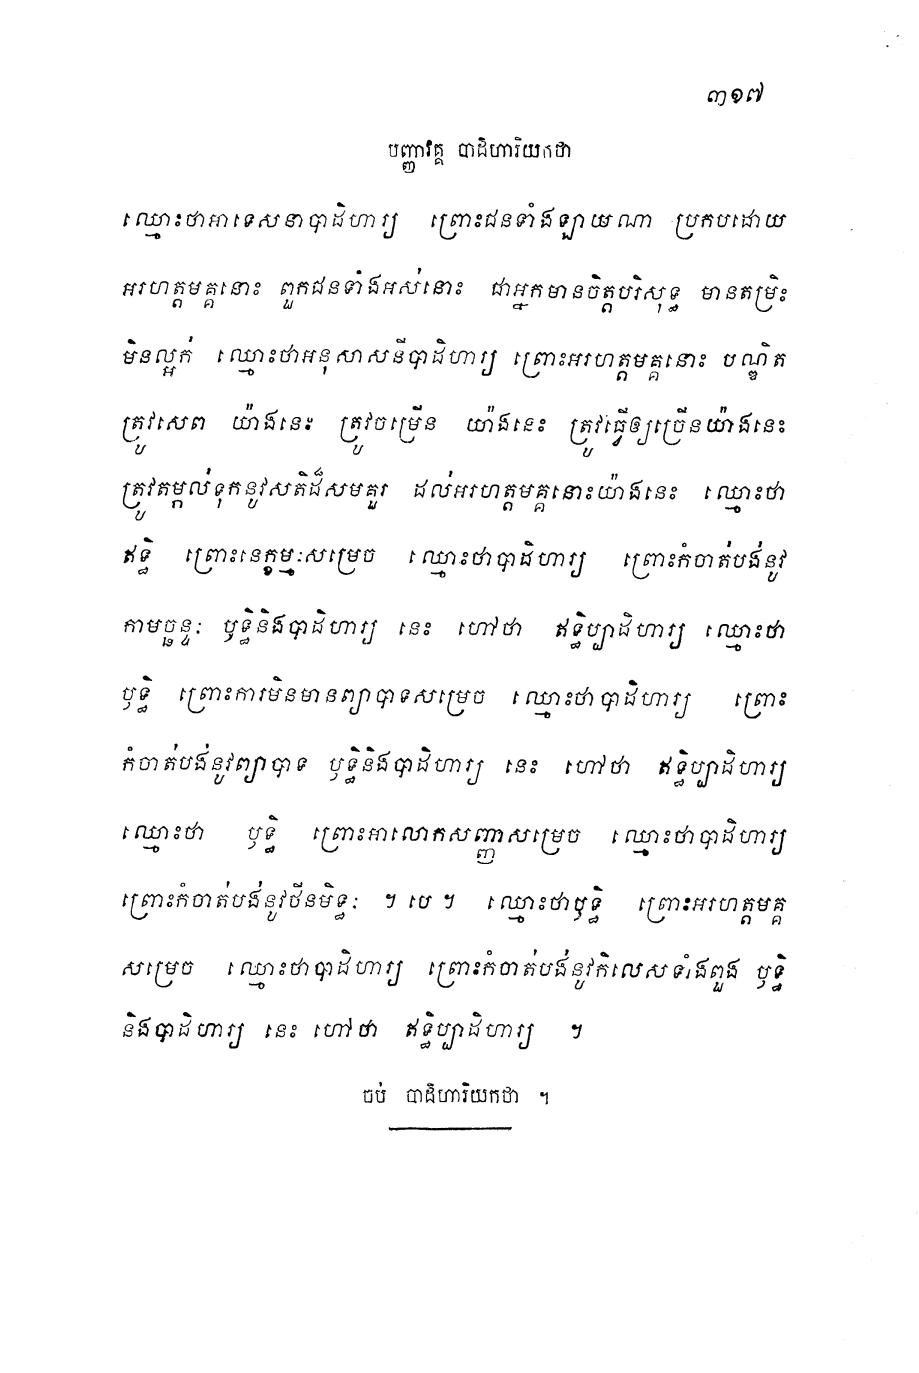 ៣១៧
បញ្ញាវគ្គ បាដិហារិយកថា
ឈ្មោះថាអាទេសនាបាដិហារ្យ ព្រោះជនទាំងឡាយណា ប្រកបដោយ
អរហត្តមគ្គនោះ ពួកជនទាំងអស់នោះ ជាអ្នកមានចិត្តបរិសុទ្ធ មានតម្រិះ
មិនល្អក់ ឈ្មោះថាអនុសាសនីបាដិហារ្យ ព្រោះអរហត្តមគ្គនោះ បណ្ឌិត
ត្រូវសេព យ៉ាងនេះ ត្រូវចម្រើន យ៉ាងនេះ ត្រូវធ្វើឲ្យច្រើនយ៉ាងនេះ
ត្រូវតម្កល់ទុកនូវសតិដ៏សមគួរ ដល់អរហត្តមគ្គនោះយ៉ាងនេះ ឈ្មោះថា
ឥទ្ធិ ព្រោះនេក្ខម្មៈសម្រេច ឈ្មោះថាបាដិហារ្យ ព្រោះកំចាត់បង់នូវ
កាមច្ឆន្ទៈ ឫទ្ធិនិងបាដិហារ្យ នេះ ហៅថា ឥទ្ធិប្បាដិហារ្យ ឈ្មោះថា
ឫទ្ធិ ព្រោះការមិនមានព្យាបាទសម្រេច ឈ្មោះថាបាដិហារ្យ ព្រោះ
កំចាត់បង់នូវព្យាបាទ ឫទ្ធិនិងបាដិហារ្យ នេះ ហៅថា ឥទ្ធិប្បាដិហារ្យ
ឈ្មោះថា ឫទ្ធិ ព្រោះអាលោកសញ្ញាសម្រេច ឈ្មោះថាបាដិហារ្យ
ព្រោះកំចាត់បង់នូវថីនមិទ្ធៈ ។ បេ ។ ឈ្មោះថាឫទ្ធិ ព្រោះអរហត្តមគ្គ
សម្រេច ឈ្មោះថាបាដិហារ្យ ព្រោះកំចាត់បង់នូវកិលេសទាំងពួង ឫទ្ធិ
និងបាដិហារ្យ នេះ ហៅថា ឥទ្ធិប្បាដិហារ្យ ។
ចប់ បាដិហារិយកថា ។